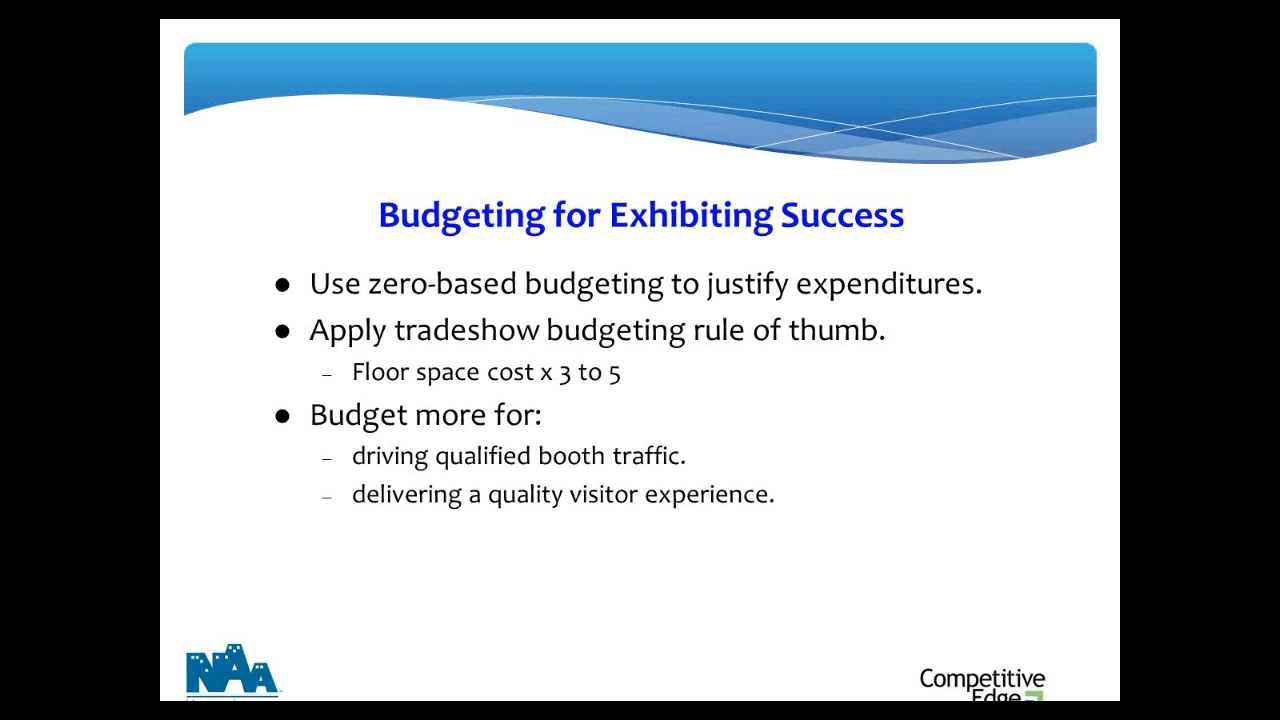 Budgeting for Exhibiting Success
● Use zero-based budgeting to justify expenditures.
● Apply tradeshow budgeting rule of thumb.
– Floor space cost x 3 to 5
● Budget more for:
– driving qualified booth traffic.
– delivering a quality visitor experience.
NAA
Competitive
Edge